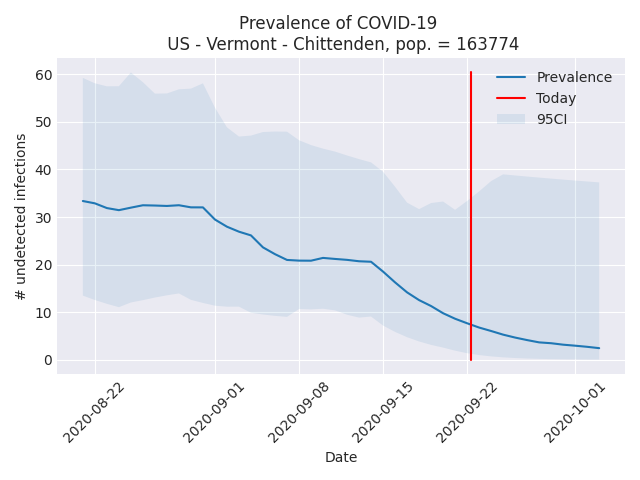 Prevalence of COVID-19
US - Vermont - Chittenden, pop. = 163774
Prevalence
Today
95CI
# undetected infections
60
50
40
30
20
10
0
2020-08-22
2020-09-01
2020-09-08
2020-09-15
2020-09-22
2020-10-01
Date